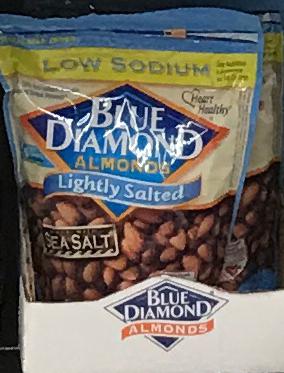 LOW SODIUM
Heart
Healthy
BLUE
DIAMOND
ALMONDS
Lightly Salted
SEA SALT
BLUE
DIAMOND
ALMONDS